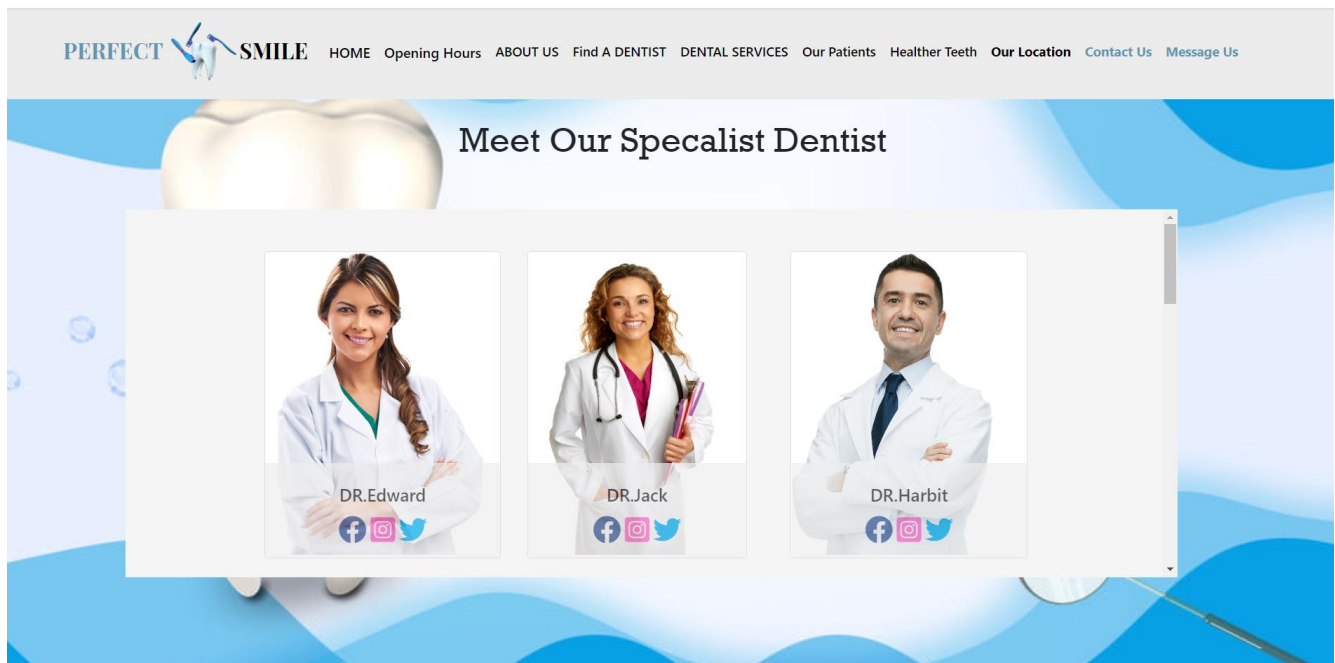 PERFECT SMILE HOME Opening Hours ABOUT US Find A DENTIST DENTAL SERVICES Our Patients Healther Teeth Our Location Contact Us Message Us
Meet Our Specalist Dentist
DR.Edward DR.Jack DR.Harbit